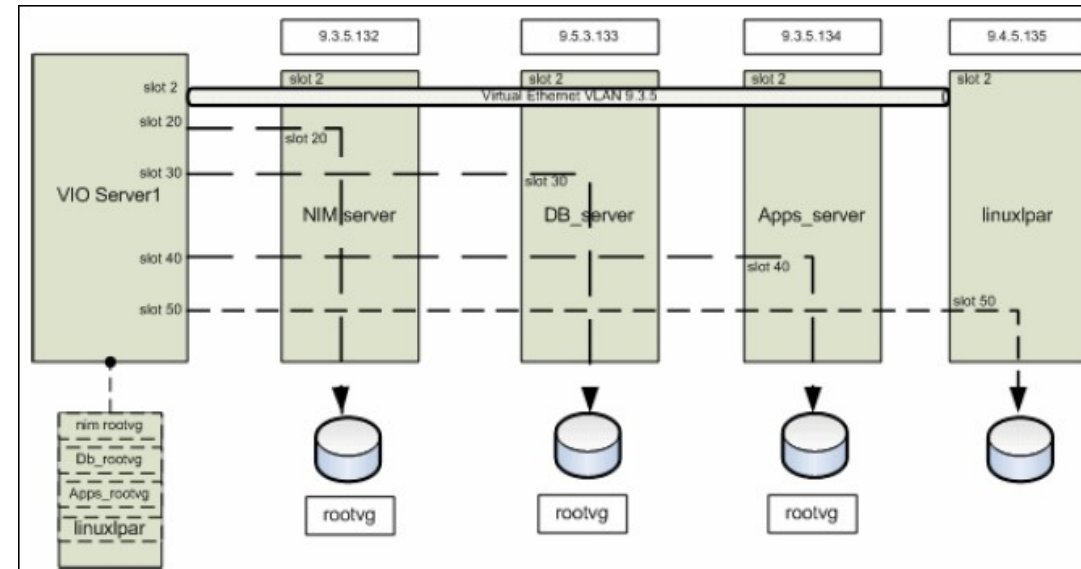 9.3.5.132
9.5.3.133
9.3.5.134
9.4.5.135
slot 2
slot 2
slot 2
slot 2
slot 2
Virtual Ethernet VLAN 9.3.5
slot 20
slot 20
slot 30
slot 30
VIO Server1
NIM server
DB_server
Apps_server
linuxlpar
slot 40
slot 40
slot 50
slot 50
nim rootvg
Db_rootvg
Apps_rootvg
linuxlpar
rootvg
rootvg
rootvg